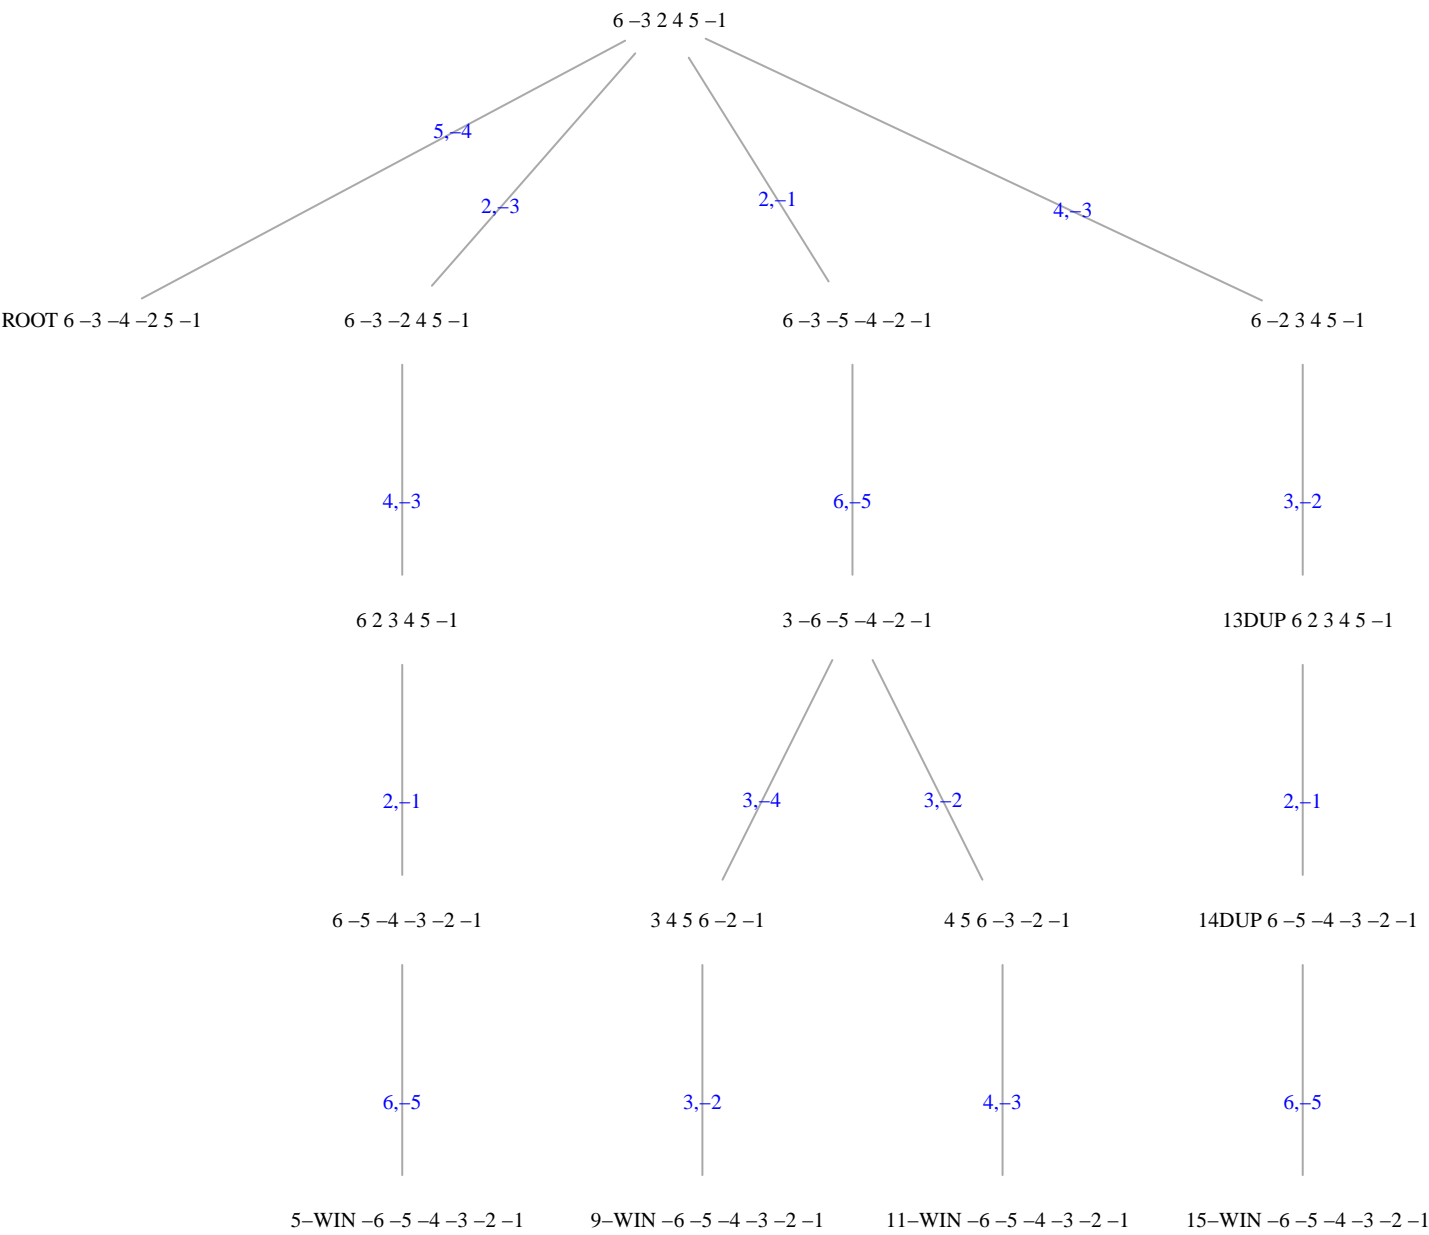 6 –3 2 4 5 –1
5,–4
2,–3
2,–1
4,–3
ROOT 6 –3 –4 –2 5 –1
6 –3 –2 4 5 –1
6 –3 –5 –4 –2 –1
6 –2 3 4 5 –1
4,–3
6,–5
3,–2
6 2 3 4 5 –1
3 –6 –5 –4 –2 –1
13DUP 6 2 3 4 5 –1
2,–1
3,–4
3,–2
2,–1
6 –5 –4 –3 –2 –1
3 4 5 6 –2 –1
4 5 6 –3 –2 –1
14DUP 6 –5 –4 –3 –2 –1
6,–5
3,–2
4,–3
6,–5
5–WIN –6 –5 –4 –3 –2 –1
9–WIN –6 –5 –4 –3 –2 –1
11–WIN –6 –5 –4 –3 –2 –1
15–WIN –6 –5 –4 –3 –2 –1